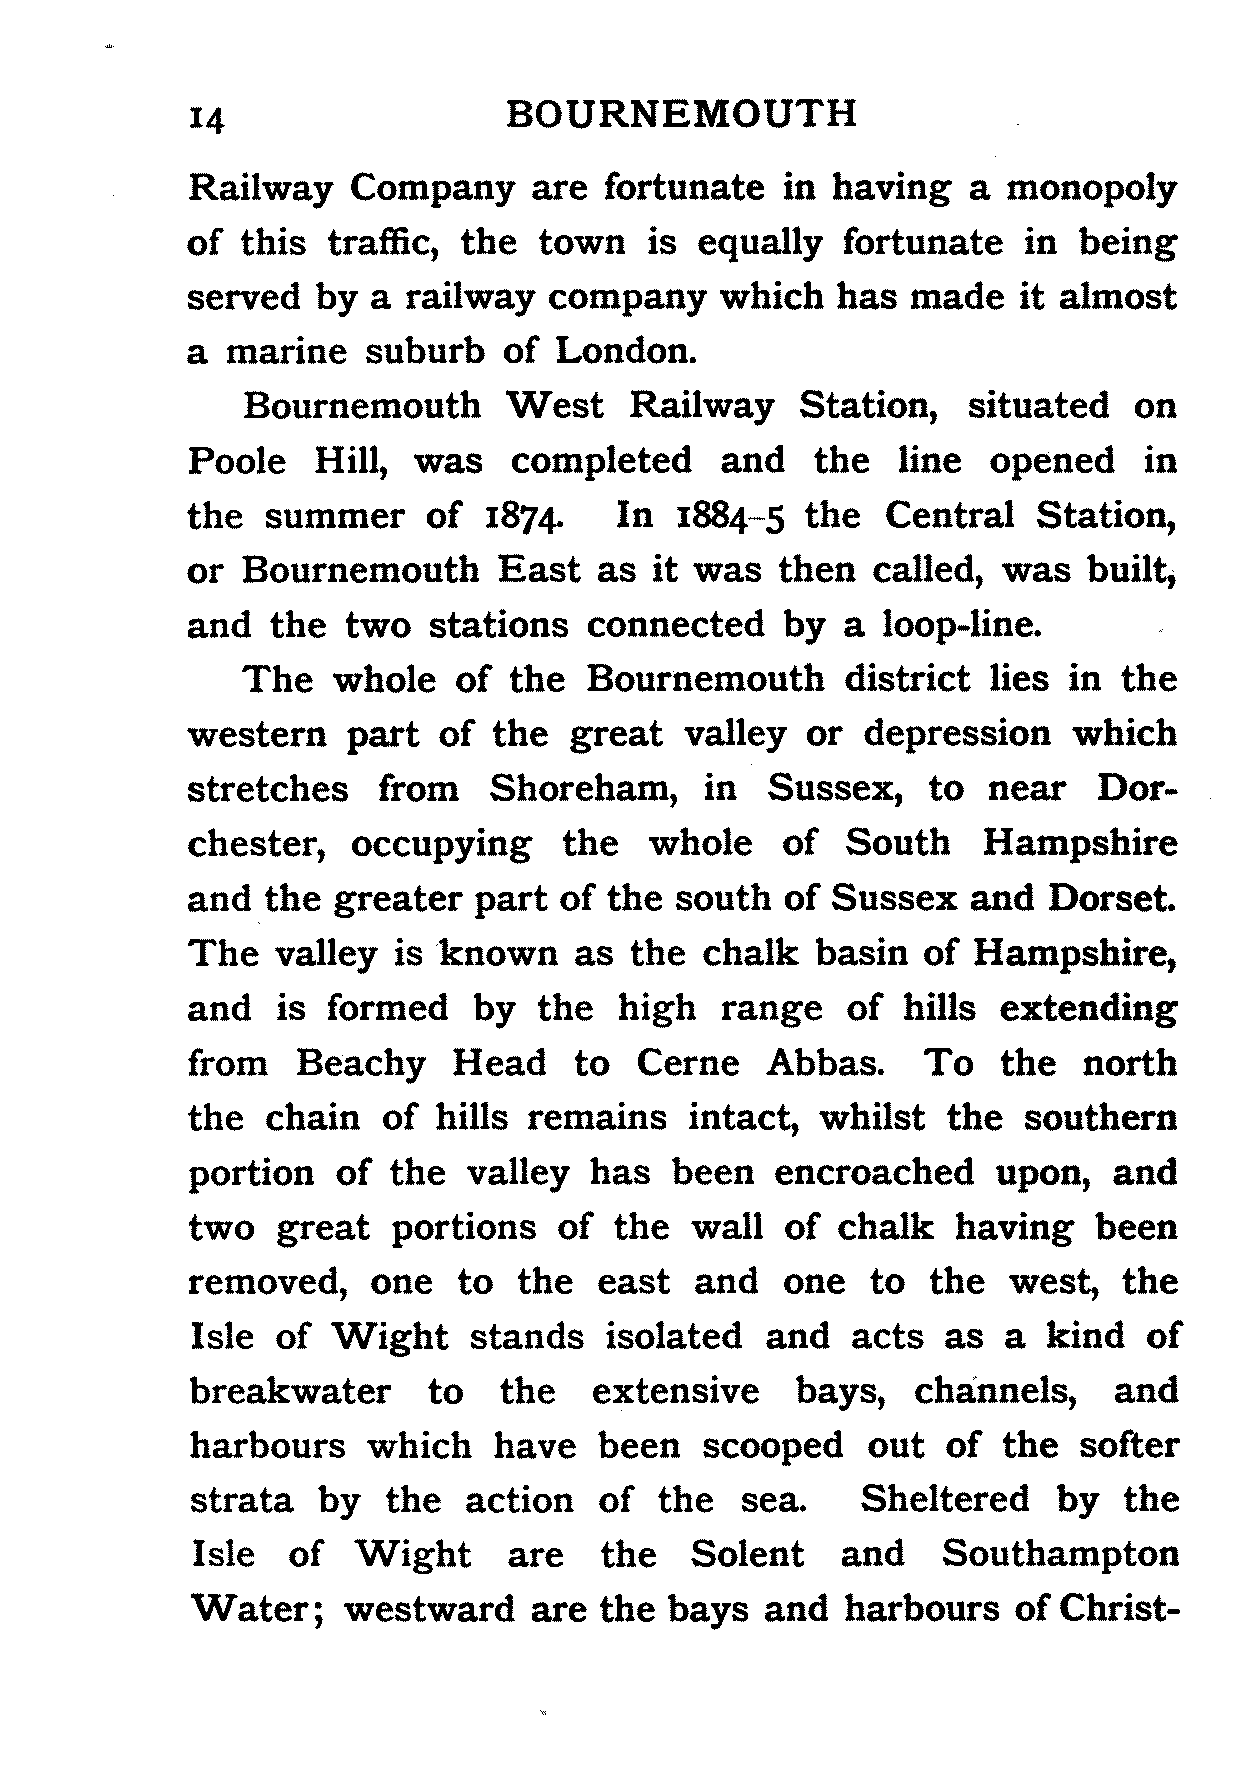 14 BOURNEMOUTH
Railway Company are fortunate in having a monopoly
of this traffic, the town is equally fortunate in being
served by a railway company which has made it almost
a marine suburb of London.
Bournemouth West Railway Station, situated on
Poole Hill, was completed and the line opened in
the summer of 1874. In 1884–5 the Central Station,
or Bournemouth East as it was then called, was built,
and the two stations connected by a loop-line.
The whole of the Bournemouth district lies in the
western part of the great valley or depression which
stretches from Shoreham, in Sussex, to near Dor-
chester, occupying the whole of South Hampshire
and the greater part of the south of Sussex and Dorset.
The valley is known as the chalk basin of Hampshire,
and is formed by the high range of hills extending
from Beachy Head to Cerne Abbas. To the north
the chain of hills remains intact, whilst the southern
portion of the valley has been encroached upon, and
two great portions of the wall of chalk having been
removed, one to the east and one to the west, the
Isle of Wight stands isolated and acts as a kind of
breakwater to the extensive bays, channels, and
harbours which have been scooped out of the softer
strata by the action of the sea. Sheltered by the
Isle of Wight are the Solent and Southampton
Water; westward are the bays and harbours of Christ-